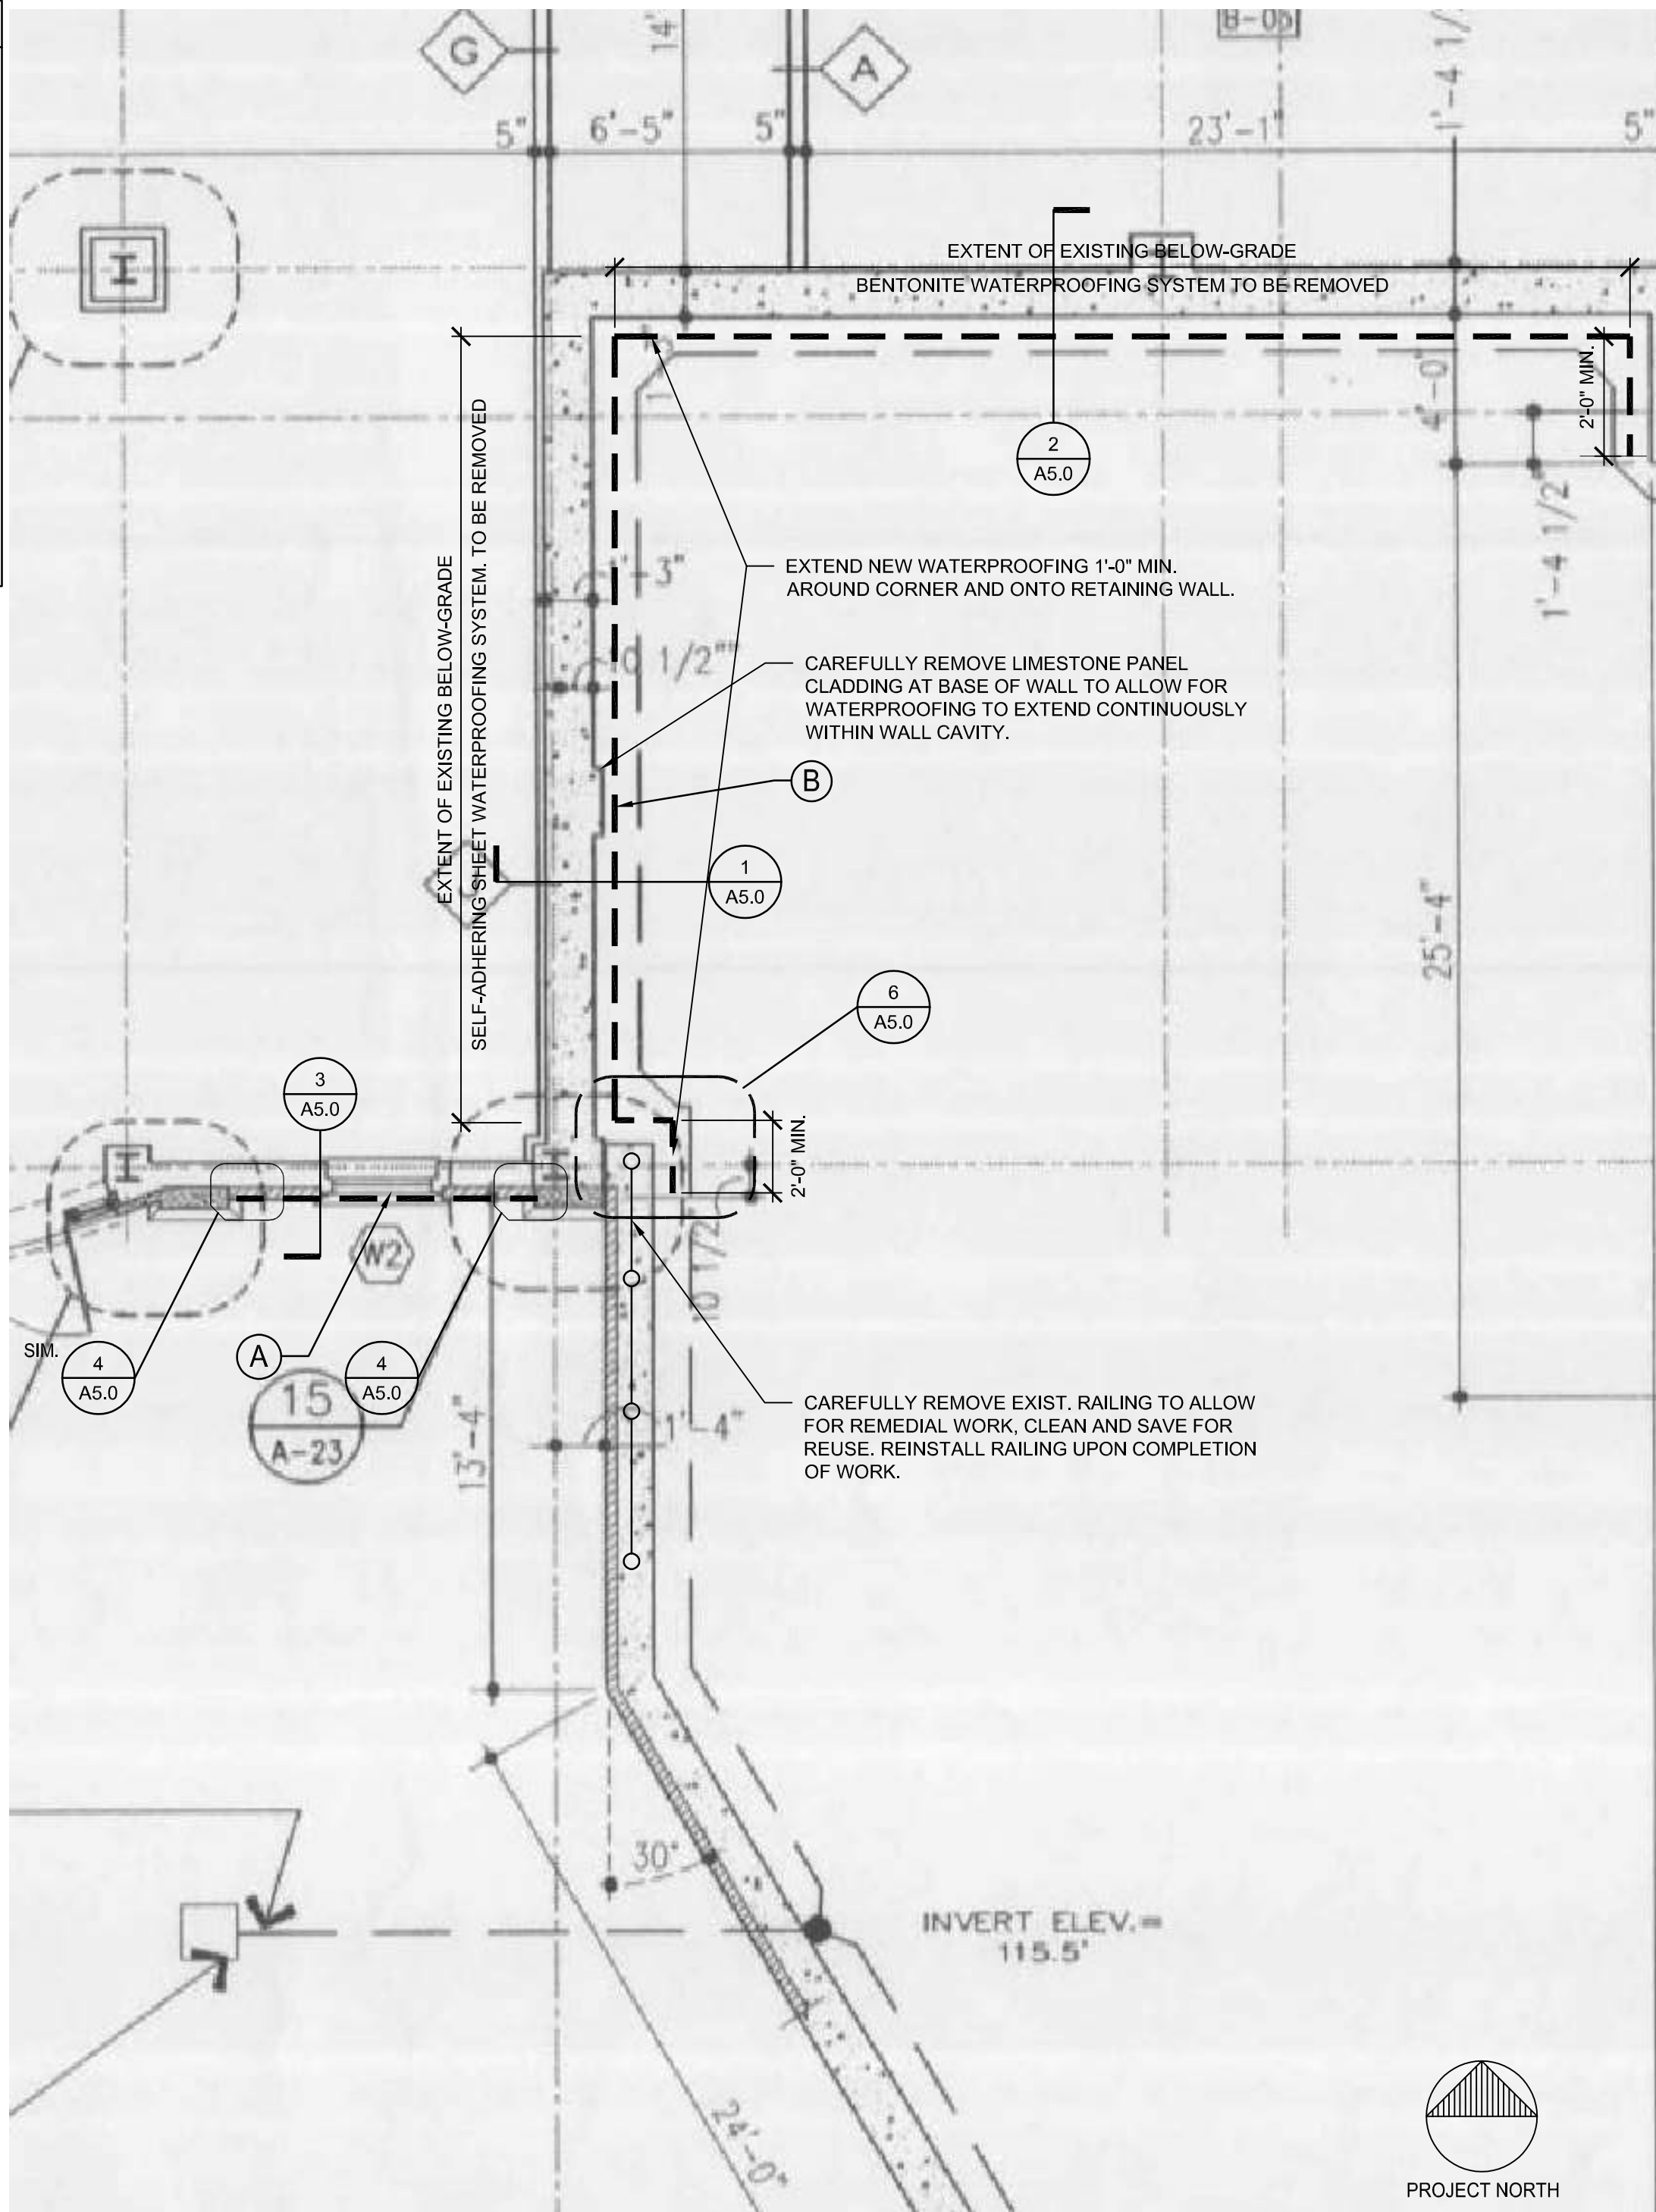 G
A
B-05
14'
1'-4 1/
5"
6'-5"
5"
23'-1"
5"
EXTENT OF EXISTING BELOW-GRADE
BENTONITE WATERPROOFING SYSTEM TO BE REMOVED
2
A5.0
4'-0"
2'-0" MIN.
1'-4 1/2"
EXTENT OF EXISTING BELOW-GRADE
SELF-ADHERING SHEET WATERPROOFING SYSTEM. TO BE REMOVED
EXTEND NEW WATERPROOFING 1'-0" MIN.
AROUND CORNER AND ONTO RETAINING WALL.
1'-3"
10 1/2"
CAREFULLY REMOVE LIMESTONE PANEL
CLADDING AT BASE OF WALL TO ALLOW FOR
WATERPROOFING TO EXTEND CONTINUOUSLY
WITHIN WALL CAVITY.
B
1
A5.0
25'-4"
6
A5.0
3
A5.0
2'-0" MIN.
10 1/2"
W2
SIM.
4
A5.0
A
4
A5.0
15
A-23
13'-4"
1'-4"
CAREFULLY REMOVE EXIST. RAILING TO ALLOW
FOR REMEDIAL WORK, CLEAN AND SAVE FOR
REUSE. REINSTALL RAILING UPON COMPLETION
OF WORK.
30°
INVERT ELEV.=
115.5'
24'-0"
PROJECT NORTH